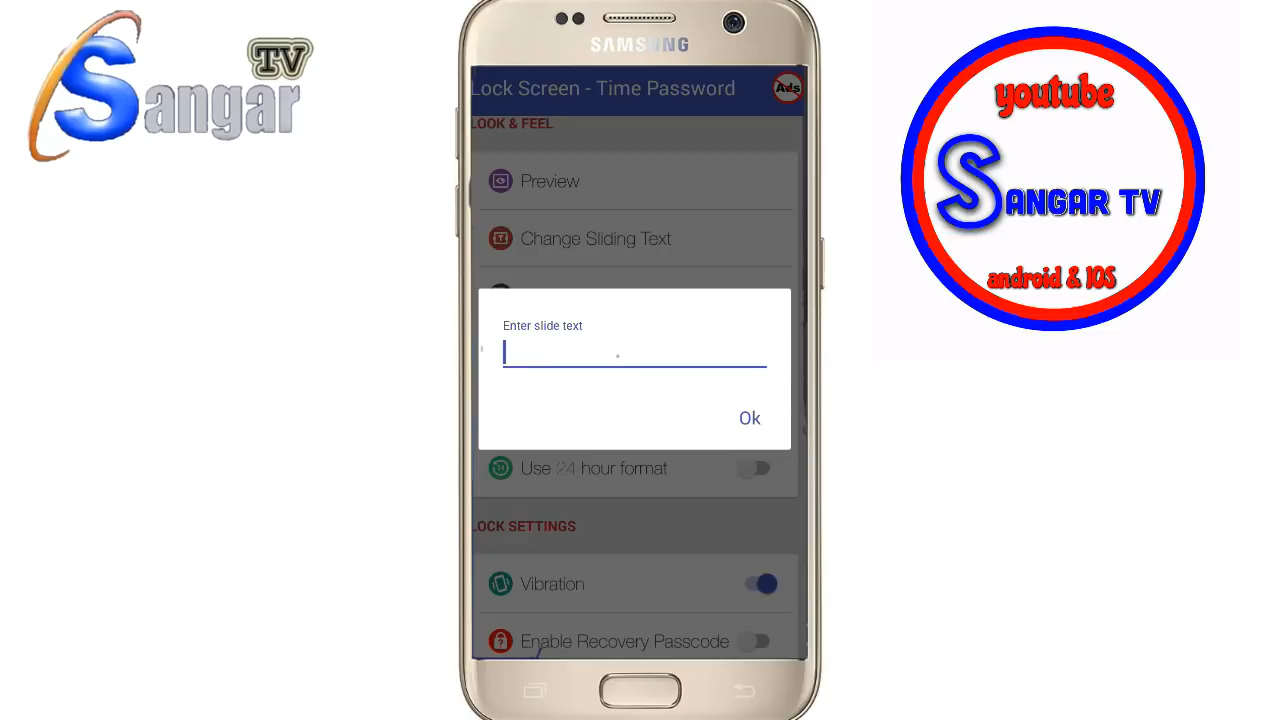 Sangar TV
SAMSUNG
Lock Screen - Time Password
Ads
LOOK & FEEL
Preview
Change Sliding Text
Enter slide text
Ok
Use 24 hour format
24
LOCK SETTINGS
Vibration
Enable Recovery Passcode
youtube
SANGAR TV
android & IOS